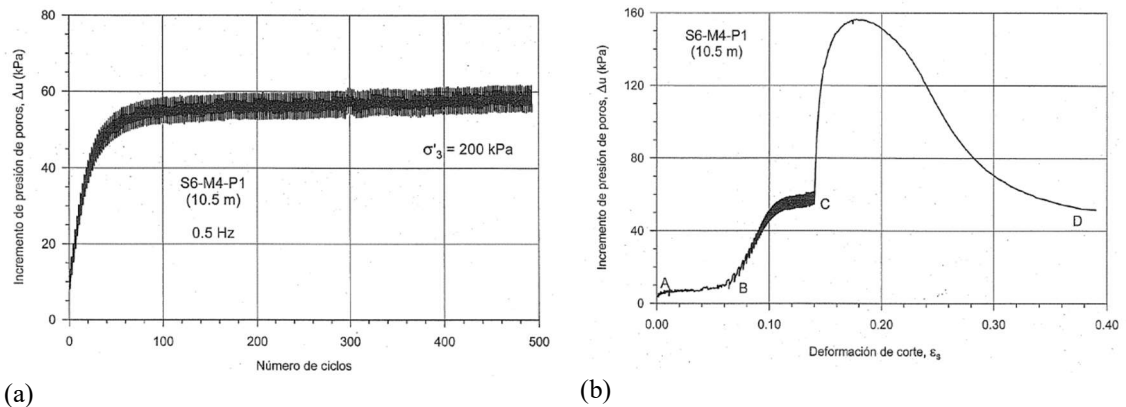 Incremento de presión de poros, Δu (kPa)
80
60
40
20
0
σ'₃ = 200 kPa
S6-M4-P1
(10.5 m)
0.5 Hz
0 100 200 300 400 500
Número de ciclos
(a)
Incremento de presión de poros, Δu (kPa)
160
120
80
40
0
S6-M4-P1
(10.5 m)
A
B
C
D
0.00 0.10 0.20 0.30 0.40
Deformación de corte, εs
(b)